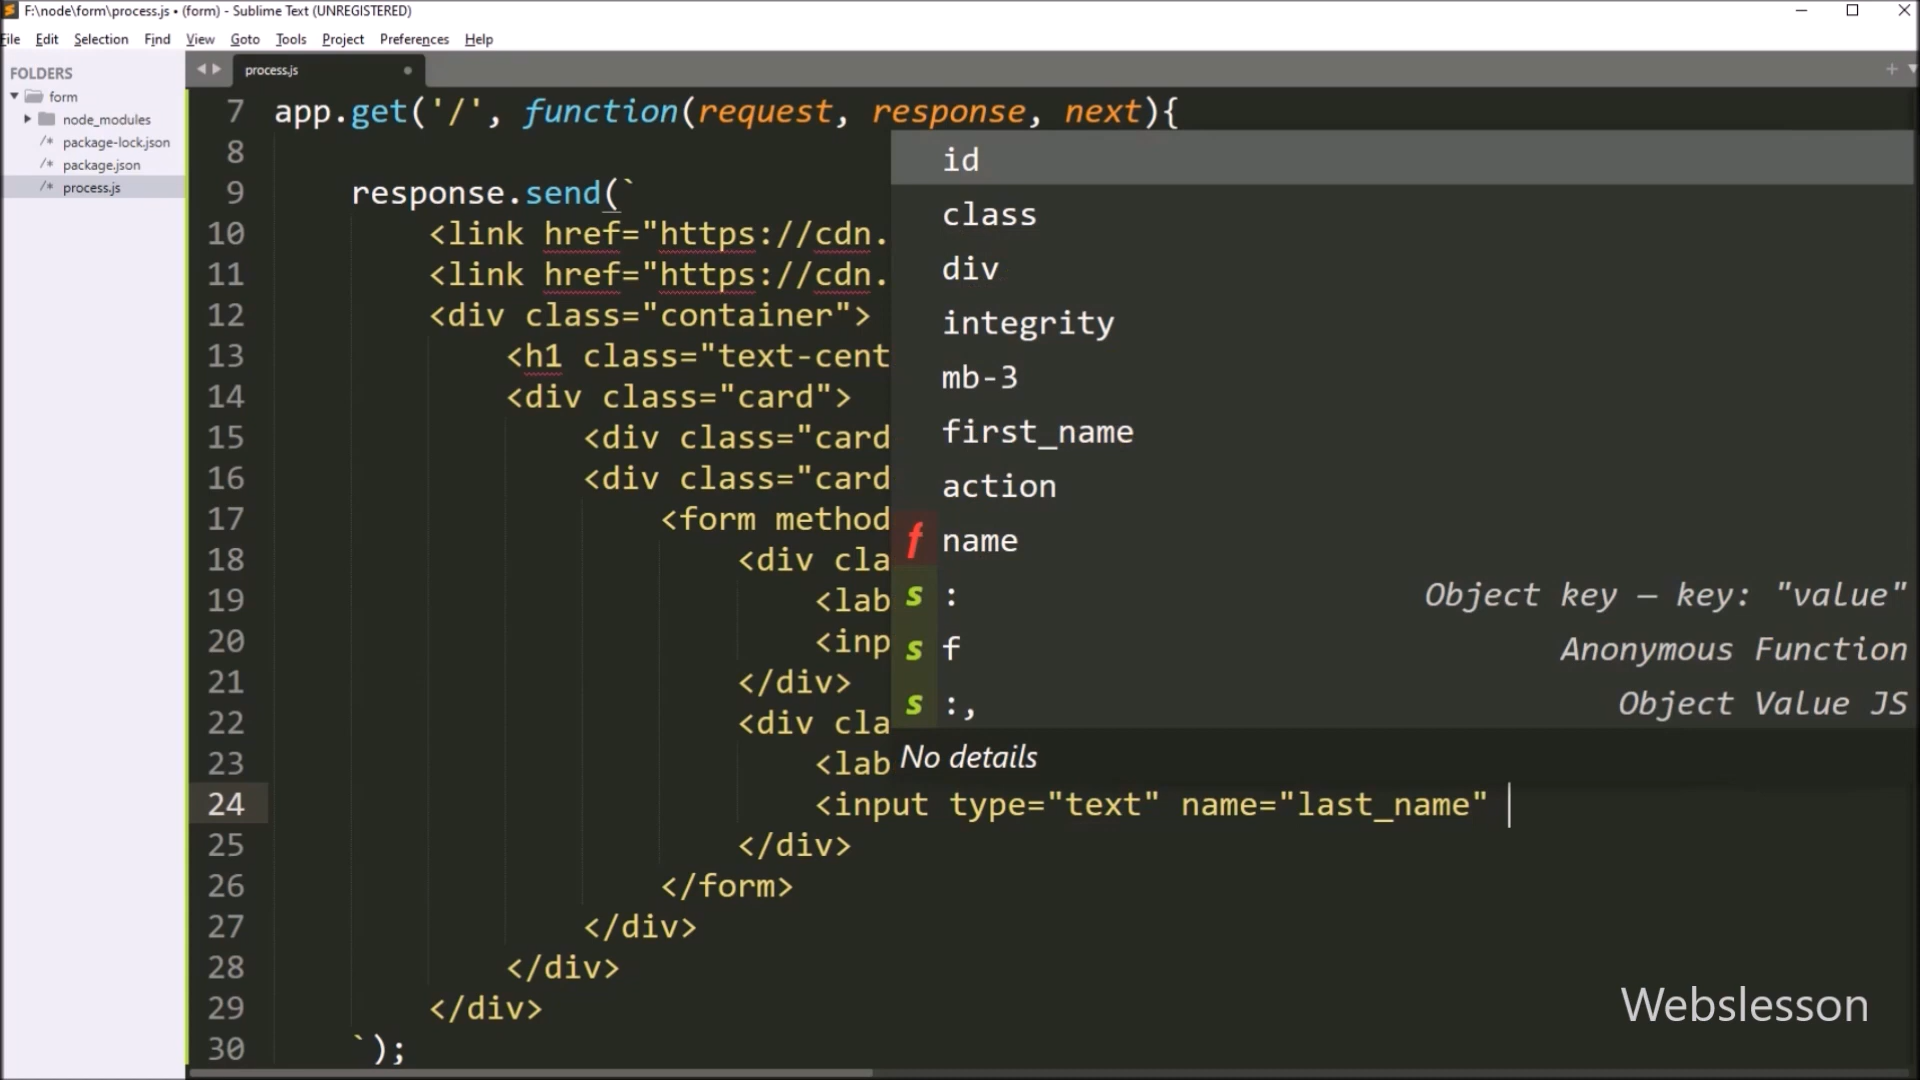 F:\node\form\process.js • (form) - Sublime Text (UNREGISTERED)
File Edit Selection Find View Goto Tools Project Preferences Help
FOLDERS
form
node_modules
/* package-lock.json
/* package.json
/* process.js
process.js
7 app.get('/', function(request, response, next){
8
9 response.send(`
10 <link href="https://cdn.
11 <link href="https://cdn.
12 <div class="container">
13 <h1 class="text-cent
14 <div class="card">
15 <div class="card
16 <div class="card
17 <form method
18 <div cla
19 <lab
20 <inp
21 </div>
22 <div cla
23 <lab
24 <input type="text" name="last_name"
25 </div>
26 </form>
27 </div>
28 </div>
29 </div>
30 `);
id
class
div
integrity
mb-3
first_name
action
f name
s : Object key – key: "value"
s f Anonymous Function
s :, Object Value JS
No details
Webslesson